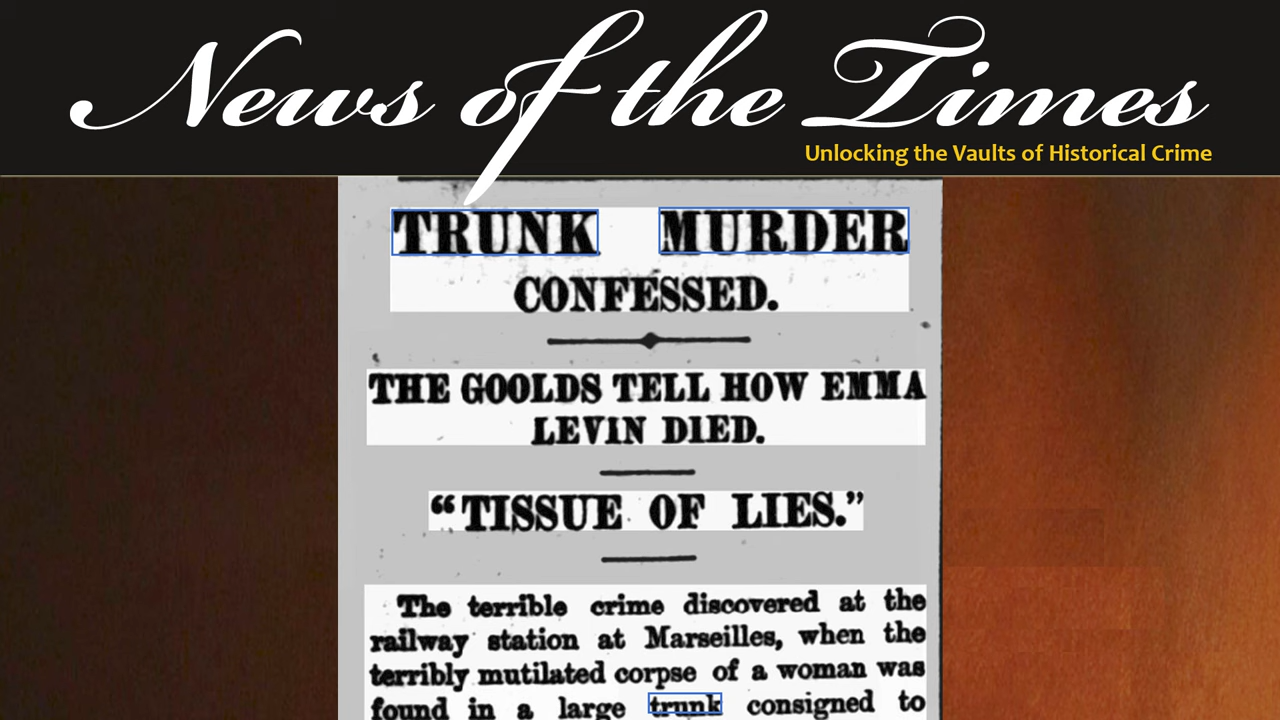 News of the Times
Unlocking the Vaults of Historical Crime
TRUNK MURDER
CONFESSED.
THE GOOLDS TELL HOW EMMA
LEVIN DIED.
“TISSUE OF LIES.”
The terrible crime discovered at the
railway station at Marseilles, when the
terribly mutilated corpse of a woman was
found in a large trunk consigned to